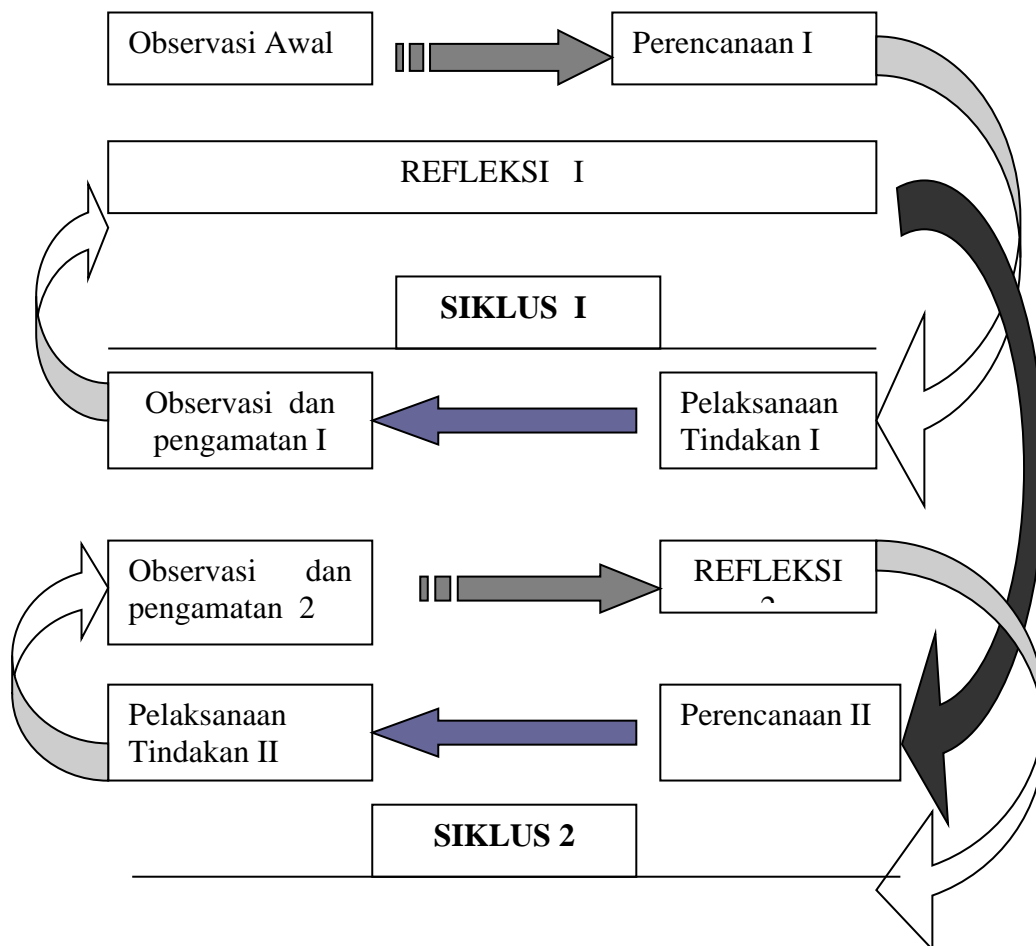 Observasi Awal
Perencanaan I
REFLEKSI I
SIKLUS I
Observasi dan
pengamatan I
Pelaksanaan
Tindakan I
Observasi dan
pengamatan 2
REFLEKSI
Pelaksanaan
Tindakan II
Perencanaan II
SIKLUS 2